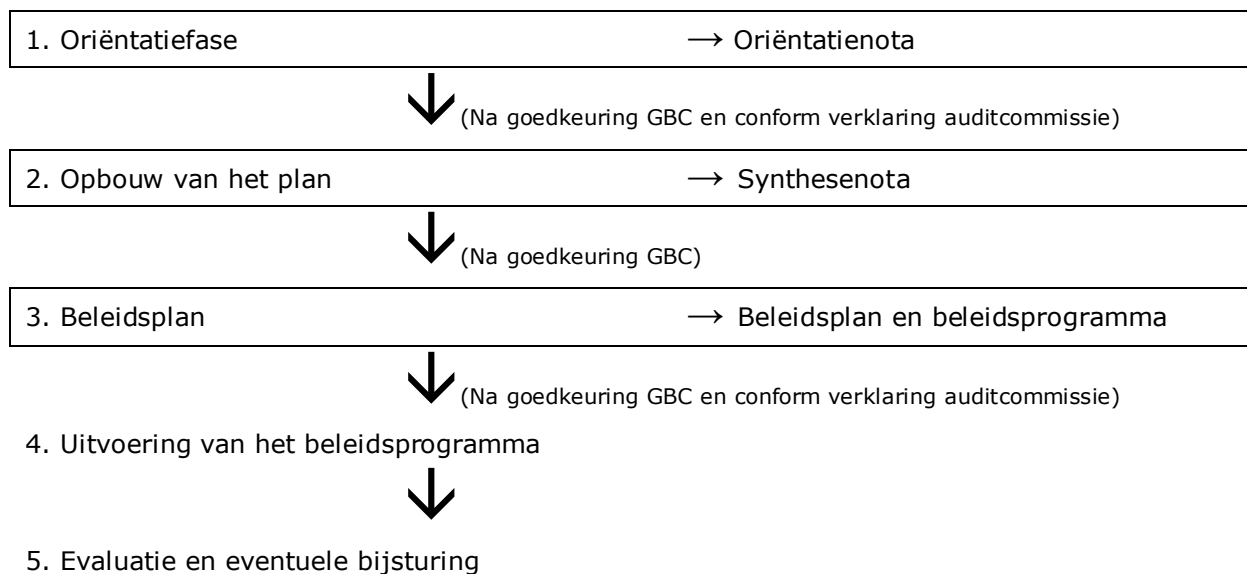 1. Oriëntatiefase → Oriëntatienota
(Na goedkeuring GBC en conform verklaring auditcommissie)
2. Opbouw van het plan → Synthesenota
(Na goedkeuring GBC)
3. Beleidsplan → Beleidsplan en beleidsprogramma
(Na goedkeuring GBC en conform verklaring auditcommissie)
4. Uitvoering van het beleidsprogramma
5. Evaluatie en eventuele bijsturing